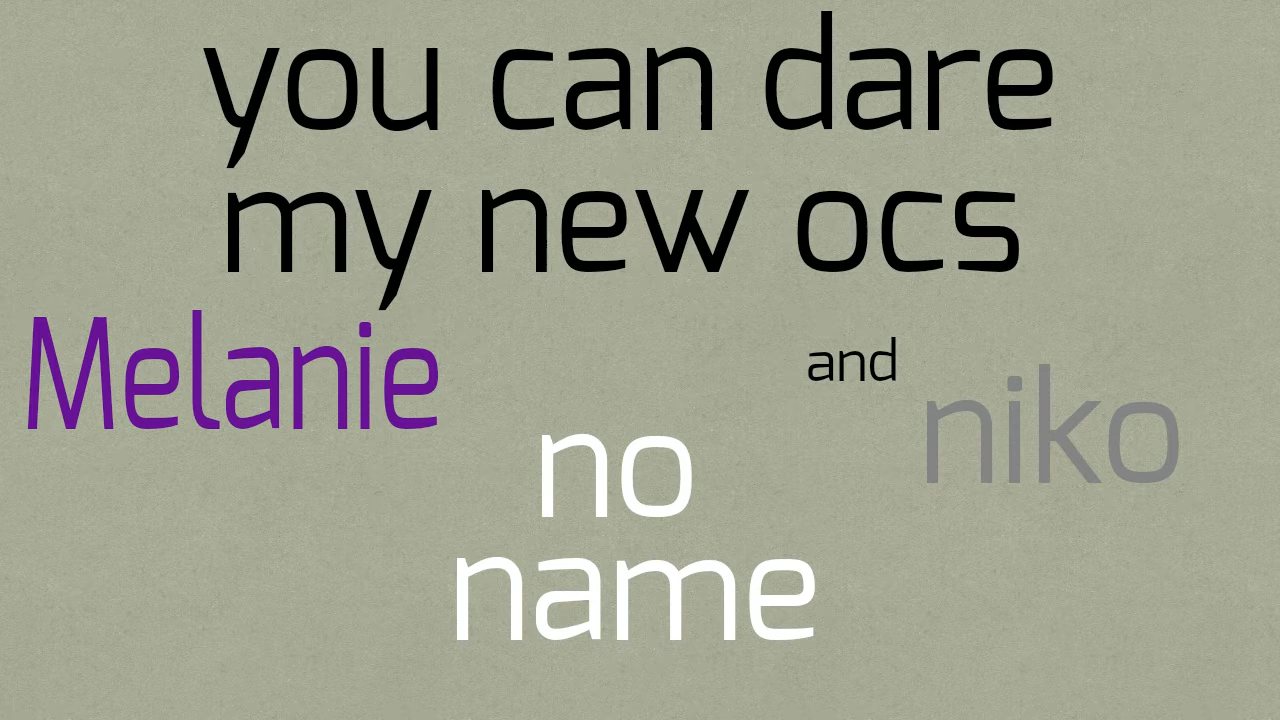 you can dare
my new ocs
Melanie
and
niko
no
name